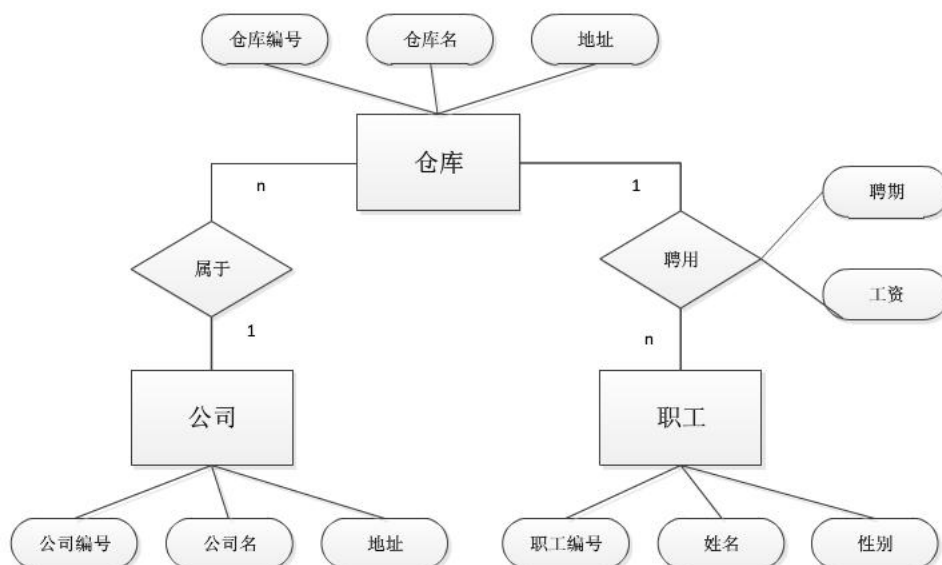 仓库编号 仓库名 地址
仓库
n 1
聘期
属于 聘用
工资
1 n
公司 职工
公司编号 公司名 地址 职工编号 姓名 性别